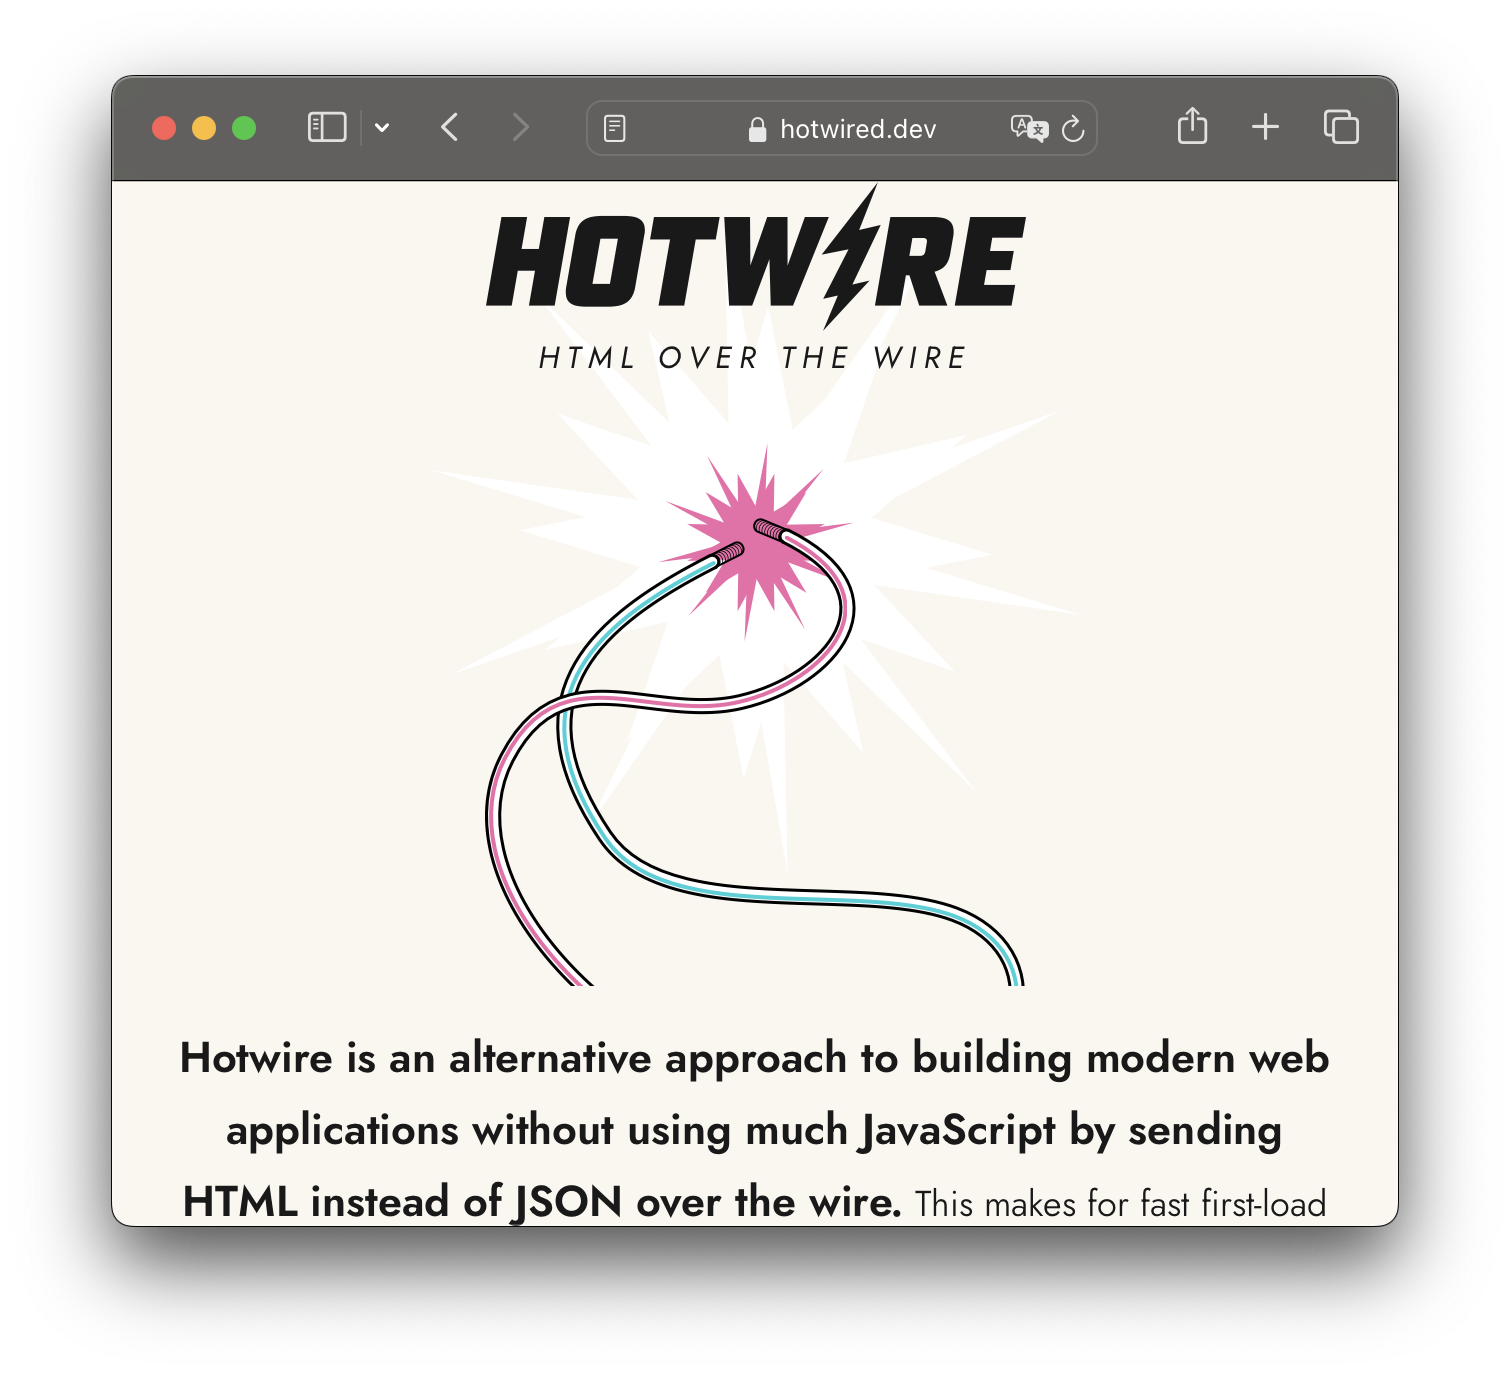 hotwired.dev
HOTWIRE
HTML OVER THE WIRE
Hotwire is an alternative approach to building modern web
applications without using much JavaScript by sending
HTML instead of JSON over the wire. This makes for fast first-load